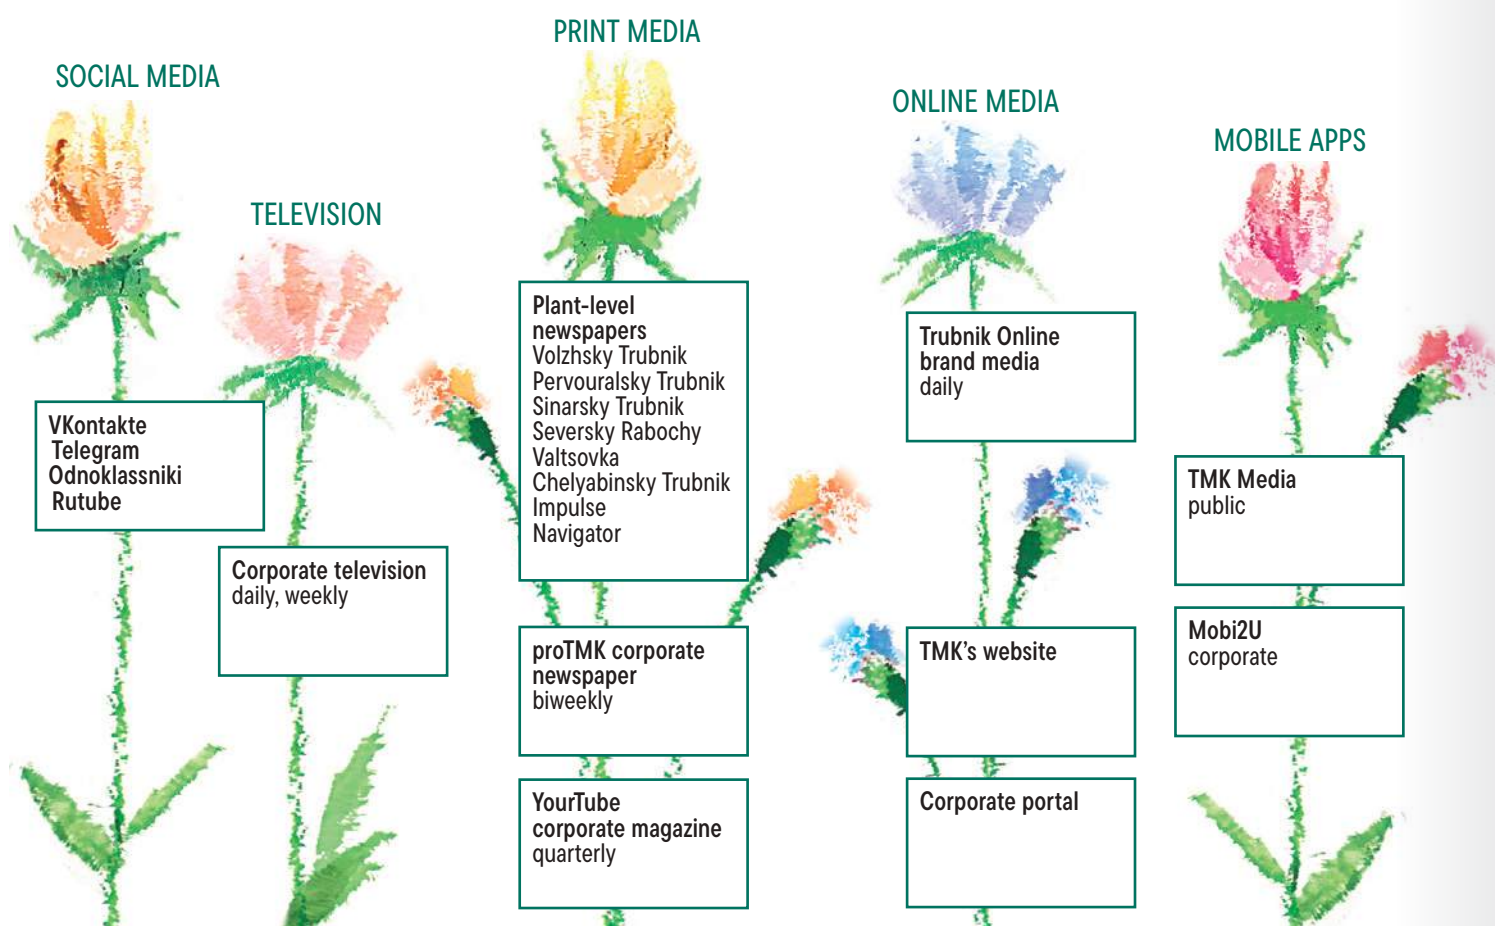 SOCIAL MEDIA
VKontakte
Telegram
Odnoklassniki
Rutube
TELEVISION
Corporate television
daily, weekly
PRINT MEDIA
Plant-level
newspapers
Volzhsky Trubnik
Pervouralsky Trubnik
Sinarsky Trubnik
Seversky Rabochy
Valtsovka
Chelyabinsky Trubnik
Impulse
Navigator
proTMK corporate
newspaper
biweekly
YourTube
corporate magazine
quarterly
ONLINE MEDIA
Trubnik Online
brand media
daily
TMK's website
Corporate portal
MOBILE APPS
TMK Media
public
Mobi2U
corporate